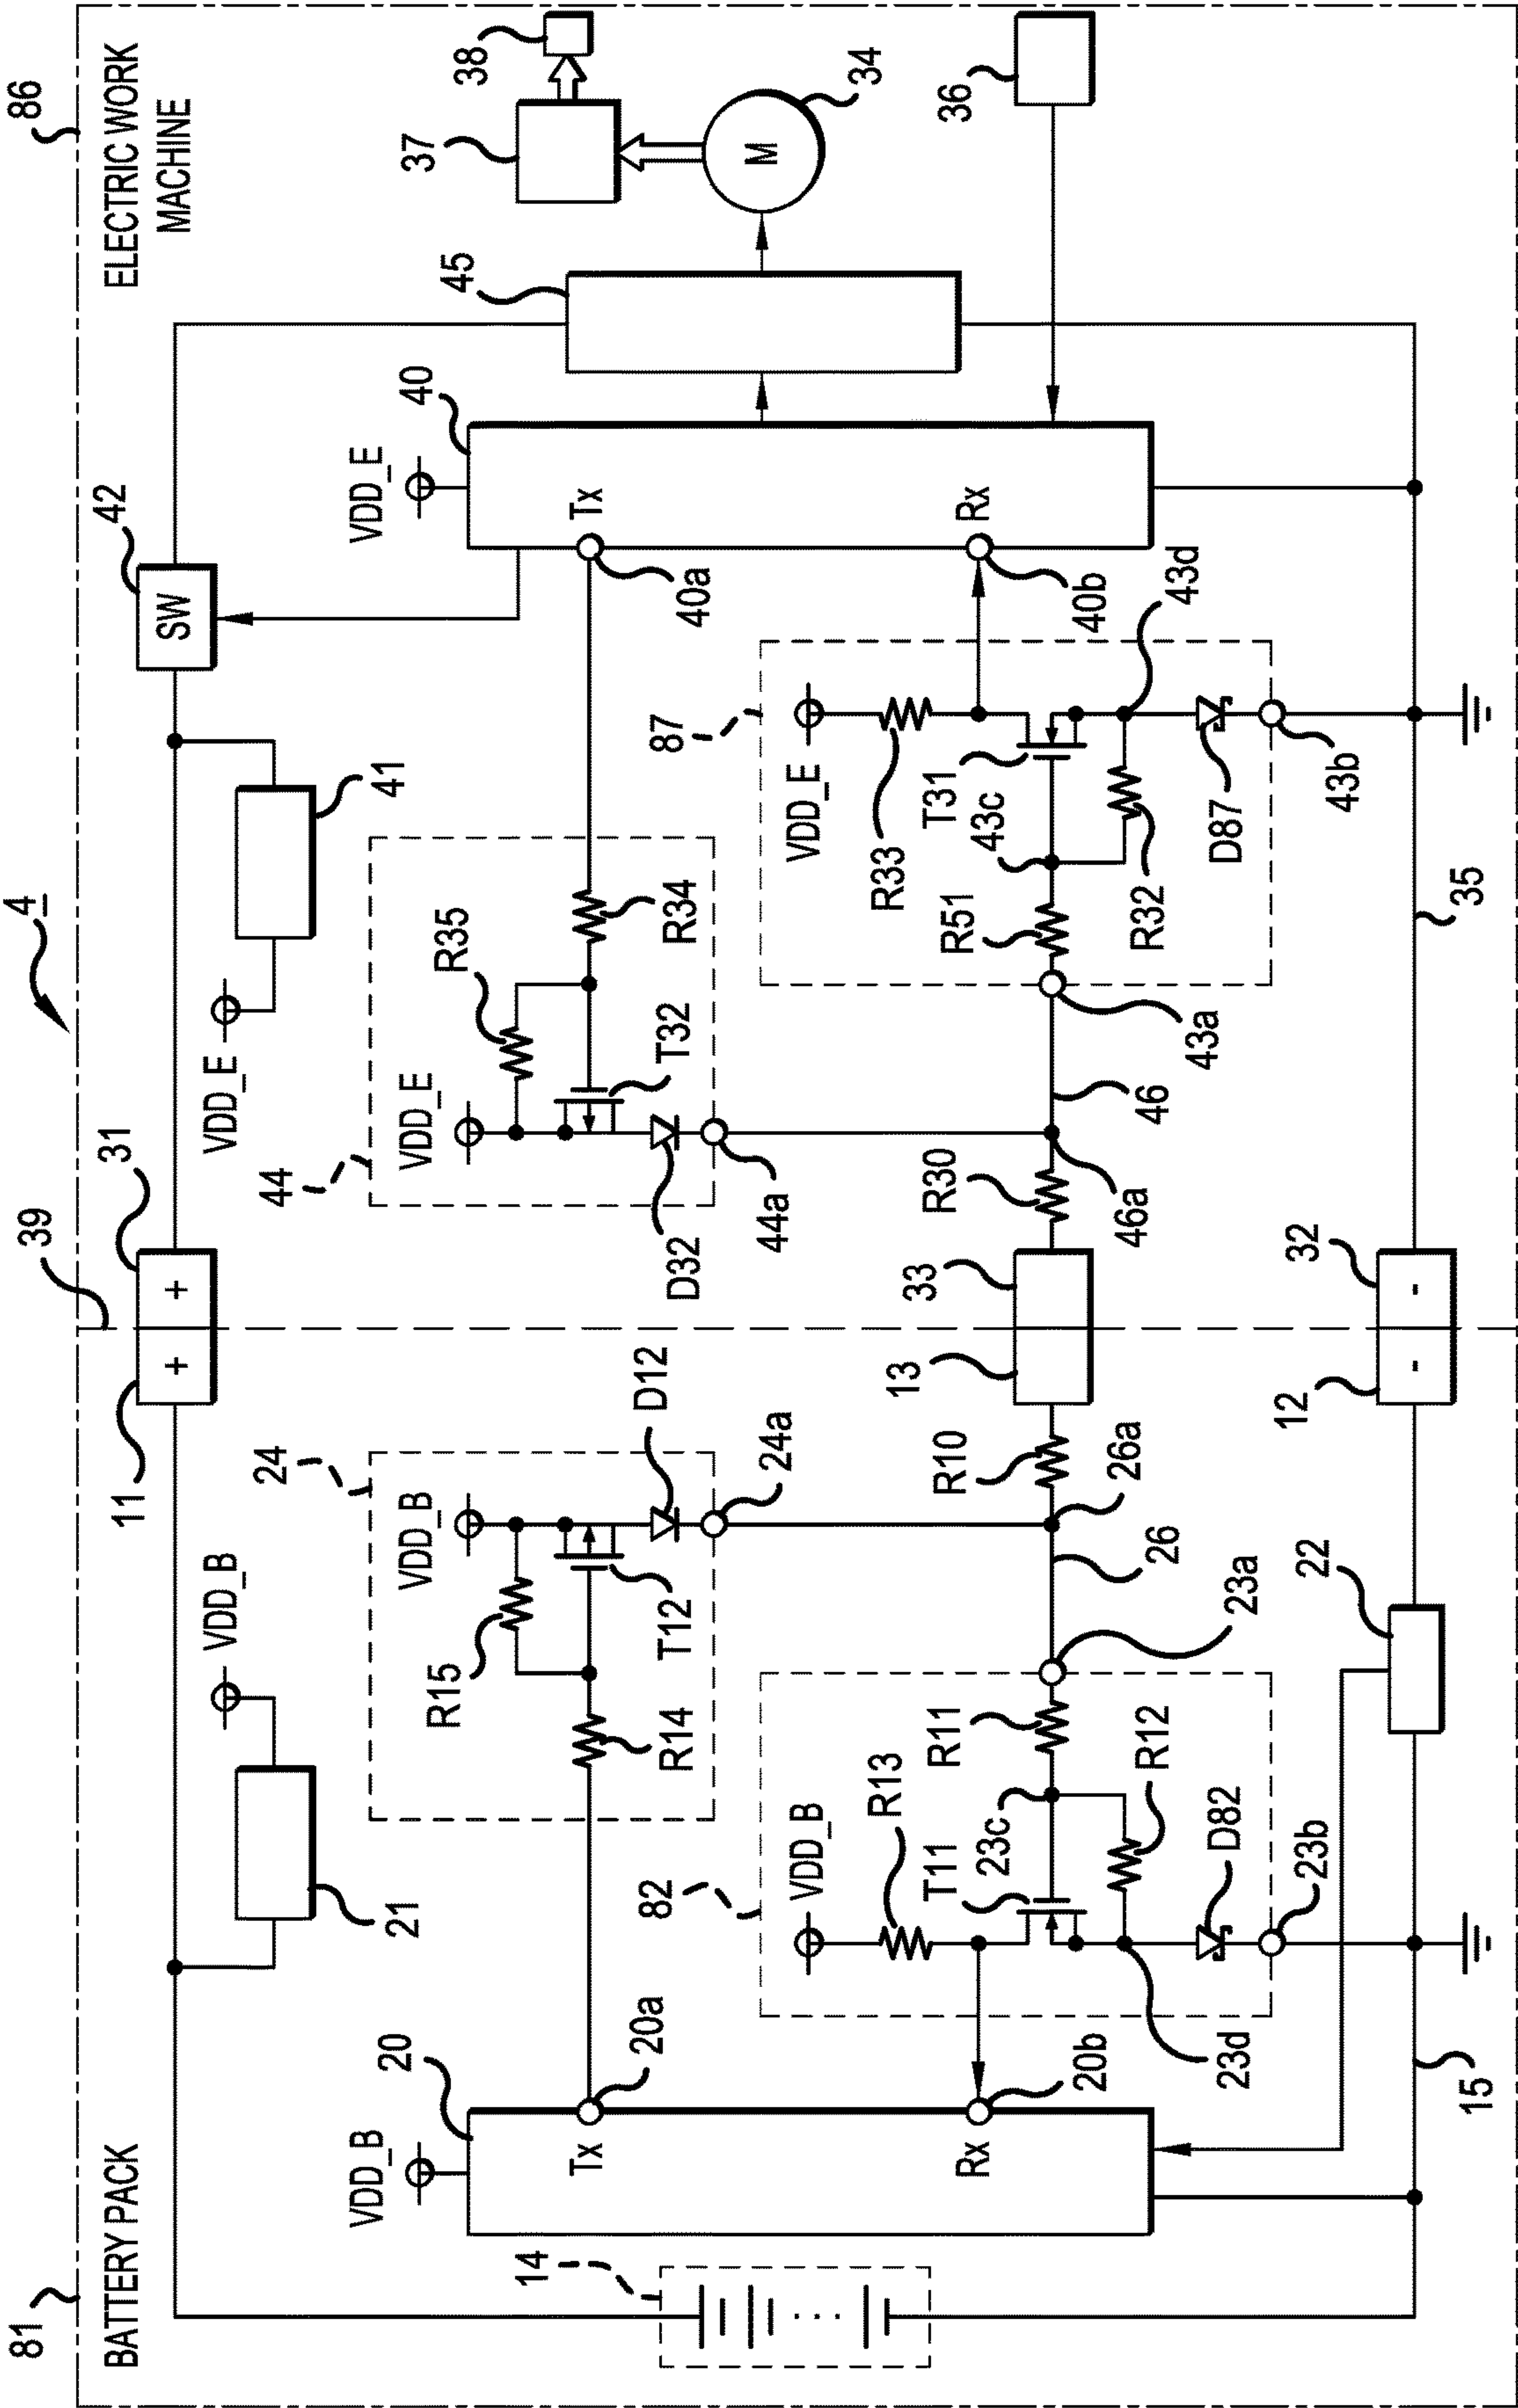 4
81
BATTERY PACK
86
ELECTRIC WORK
MACHINE
11
+
+
31
39
42
SW
21
VDD_B
VDD_E
41
20
VDD_B
Tx
20a
Rx
20b
14
24
VDD_B
R15
R14
T12
D12
24a
44
VDD_E
R35
R34
T32
D32
44a
40
VDD_E
Tx
40a
Rx
40b
45
37
38
M
34
36
82
VDD_B
R13
T11
23c
R11
R12
D82
23d
23b
23a
26
26a
R10
13
33
R30
46a
46
43a
87
VDD_E
R33
T31
43c
R51
R32
D87
43d
43b
15
22
12
-
-
32
35